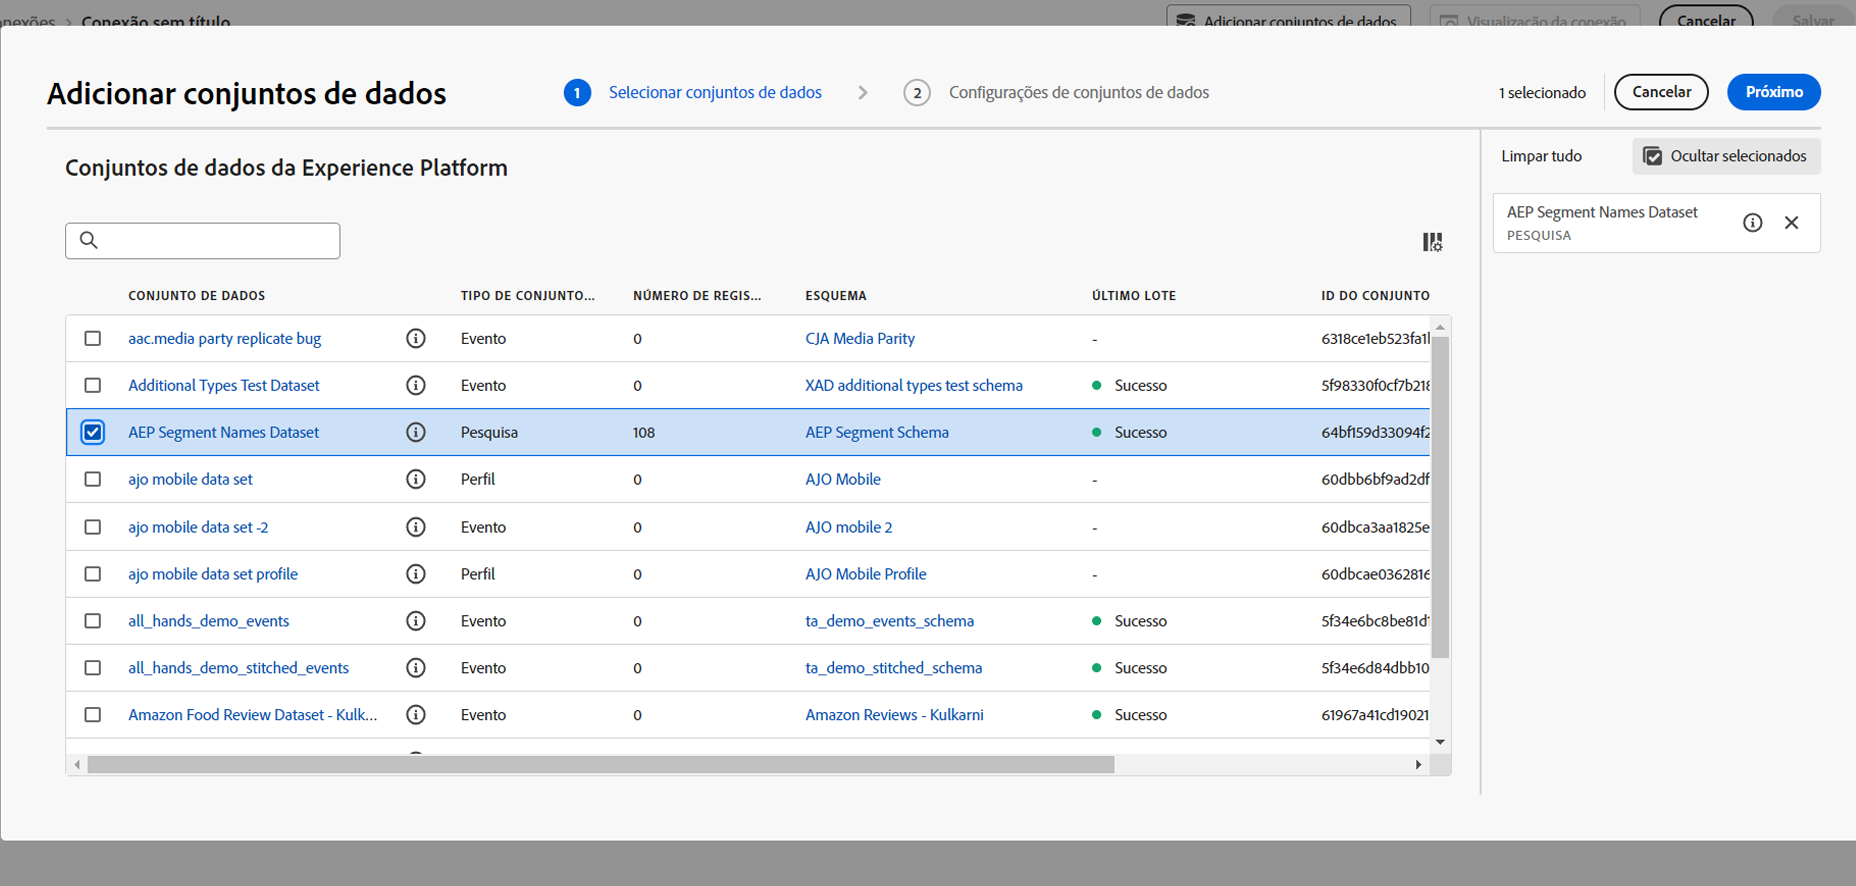 Conexão sem título
Adicionar conjuntos de dados
Visualização da conexão
Cancelar
Salvar
Adicionar conjuntos de dados
1 Selecionar conjuntos de dados
2 Configurações de conjuntos de dados
1 selecionado
Cancelar
Próximo
Conjuntos de dados da Experience Platform
Limpar tudo
Ocultar selecionados
AEP Segment Names Dataset
PESQUISA
CONJUNTO DE DADOS TIPO DE CONJUNTO... NÚMERO DE REGIS... ESQUEMA ÚLTIMO LOTE ID DO CONJUNTO
aac.media party replicate bug Evento 0 CJA Media Parity - 6318ce1eb523fa1
Additional Types Test Dataset Evento 0 XAD additional types test schema Sucesso 5f98330f0cf7b218
AEP Segment Names Dataset Pesquisa 108 AEP Segment Schema Sucesso 64bf159d33094f2
ajo mobile data set Perfil 0 AJO Mobile - 60dbb6bf9ad2df
ajo mobile data set -2 Evento 0 AJO mobile 2 - 60dbca3aa1825e
ajo mobile data set profile Perfil 0 AJO Mobile Profile - 60dbcae0362816
all_hands_demo_events Evento 0 ta_demo_events_schema Sucesso 5f34e6bc8be81d1
all_hands_demo_stitched_events Evento 0 ta_demo_stitched_schema Sucesso 5f34e6d84dbb10
Amazon Food Review Dataset - Kulk... Evento 0 Amazon Reviews - Kulkarni Sucesso 61967a41cd19021